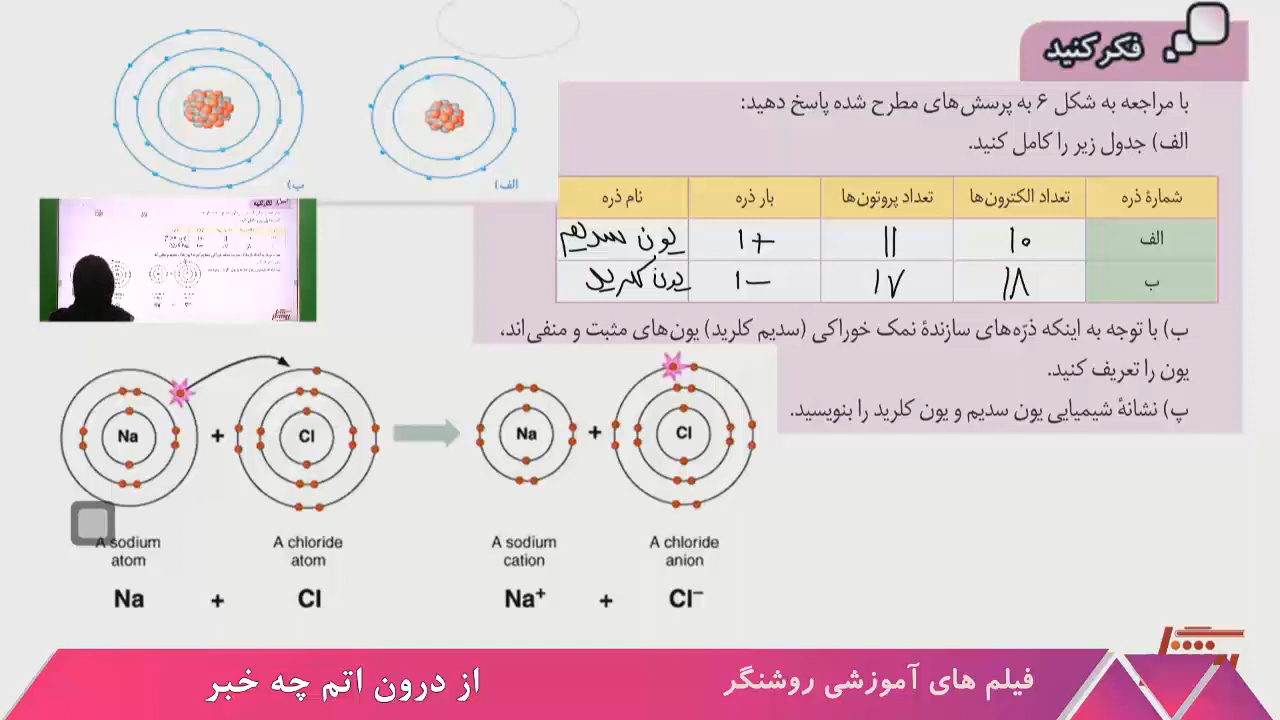 فکر کنید
با مراجعه به شکل ۶ به پرسش‌های مطرح شده پاسخ دهید:
الف) جدول زیر را کامل کنید.
شمارهٔ ذره تعداد الکترون‌ها تعداد پروتون‌ها بار ذره نام ذره
الف ۱۰ ۱۱ +۱ یون سدیم
ب ۱۸ ۱۷ −۱ یون کلرید
ب) با توجه به اینکه ذرّه‌های سازندهٔ نمک خوراکی (سدیم کلرید) یون‌های مثبت و منفی‌اند،
یون را تعریف کنید.
پ) نشانهٔ شیمیایی یون سدیم و یون کلرید را بنویسید.
الف)
ب)
Na + Cl Na + Cl
A sodium atom
A chloride atom
A sodium cation
A chloride anion
Na + Cl Na⁺ + Cl⁻
فیلم های آموزشی روشنگر
از درون اتم چه خبر